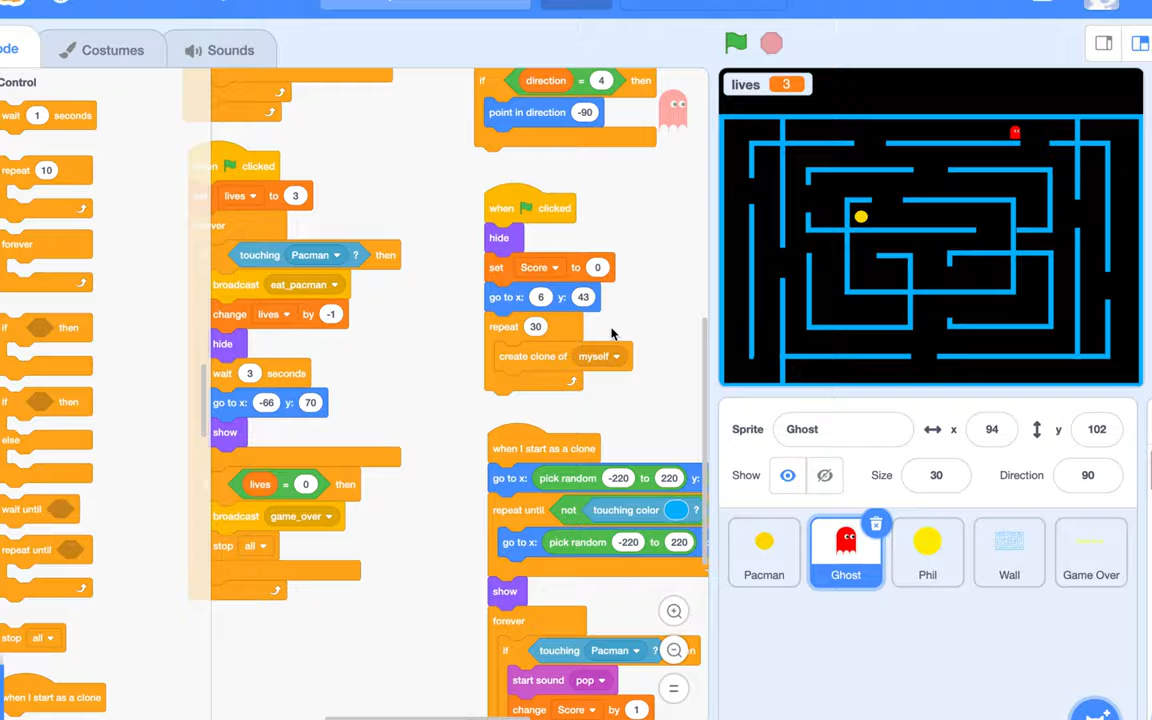 Costumes
Sounds
Control
wait 1 seconds
repeat 10
forever
if then
if then
else
wait until
repeat until
stop all
when I start as a clone
clicked
lives to 3
touching Pacman ? then
broadcast eat_pacman
change lives by -1
hide
wait 3 seconds
go to x: -66 y: 70
show
lives = 0 then
broadcast game_over
stop all
if direction = 4 then
point in direction -90
when clicked
hide
set Score to 0
go to x: 6 y: 43
repeat 30
create clone of myself
when I start as a clone
go to x: pick random -220 to 220 y:
repeat until not touching color ?
go to x: pick random -220 to 220
show
forever
if touching Pacman ?
start sound pop
change Score by 1
lives 3
Sprite Ghost x 94 y 102
Show Size 30 Direction 90
Pacman Ghost Phil Wall Game Over